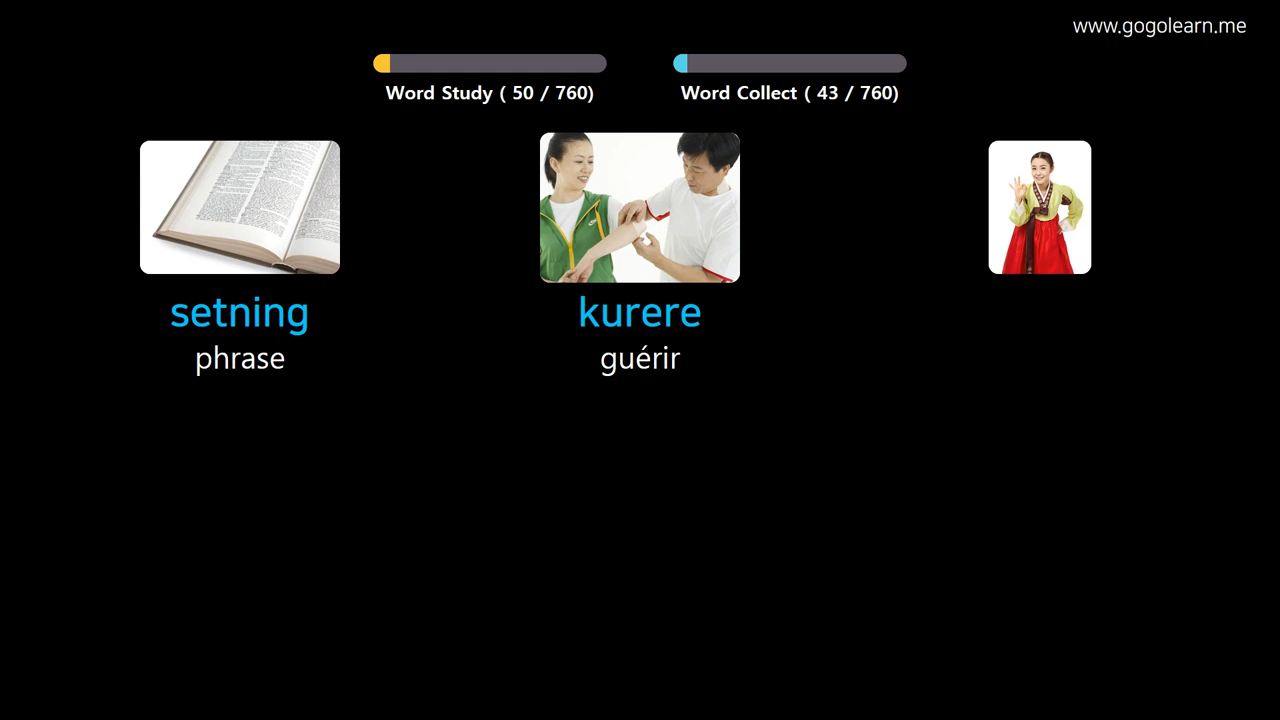 www.gogolearn.me
Word Study ( 50 / 760)
Word Collect ( 43 / 760)
setning
phrase
kurere
guérir